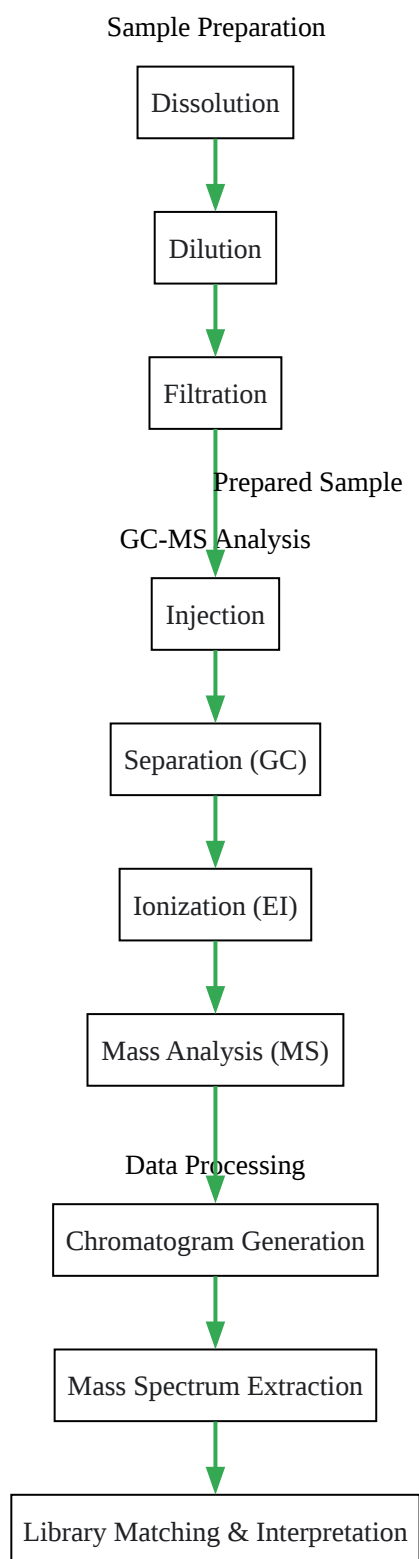 Sample Preparation
Dissolution
Dilution
Filtration
Prepared Sample
GC-MS Analysis
Injection
Separation (GC)
Ionization (EI)
Mass Analysis (MS)
Data Processing
Chromatogram Generation
Mass Spectrum Extraction
Library Matching & Interpretation